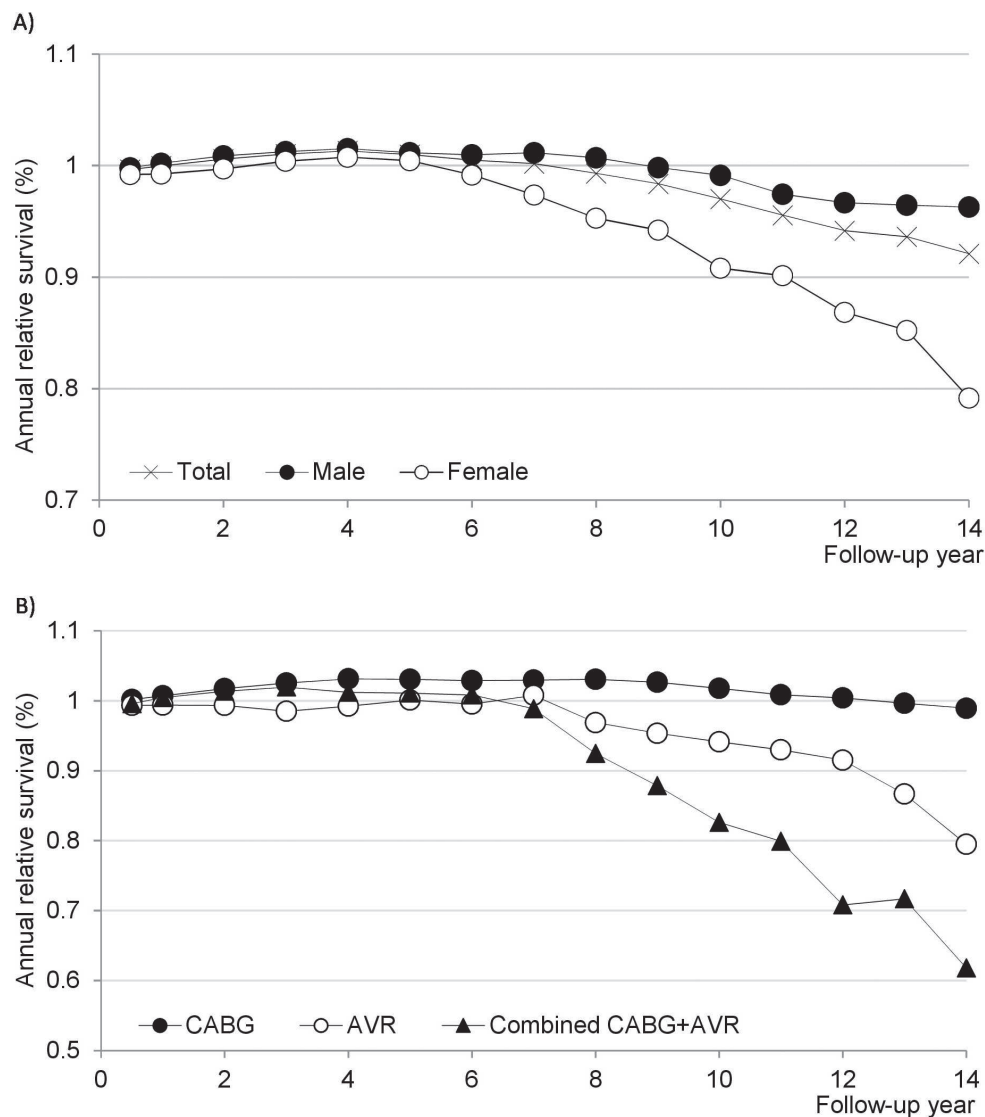 A)
1.1
1
0.9
0.8
0.7
Annual relative survival (%)
Total Male Female
0 2 4 6 8 10 12 14
Follow-up year
B)
1.1
1
0.9
0.8
0.7
0.6
0.5
Annual relative survival (%)
CABG AVR Combined CABG+AVR
0 2 4 6 8 10 12 14
Follow-up year